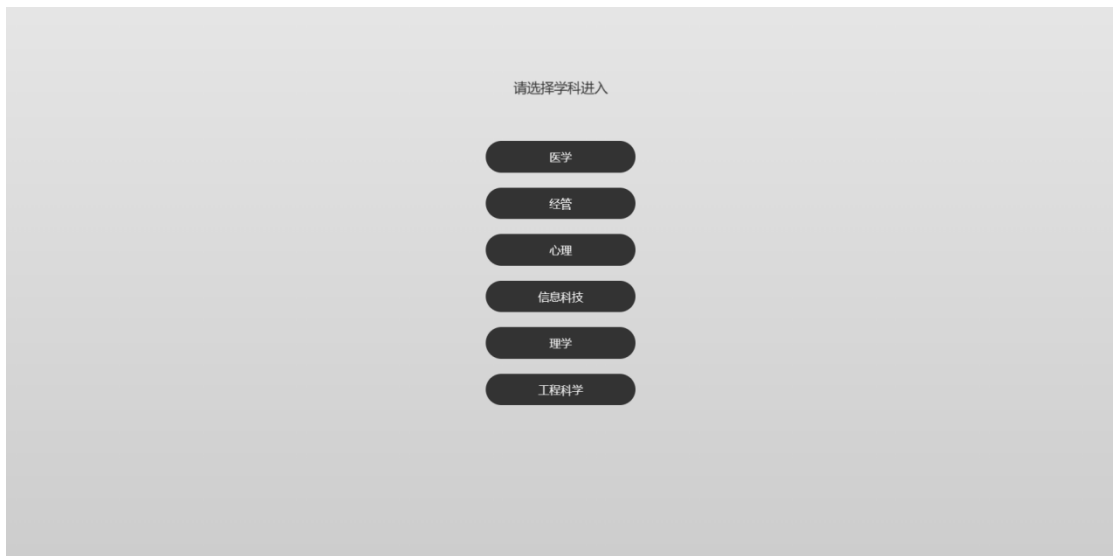 请选择学科进入
医学
经管
心理
信息科技
理学
工程科学